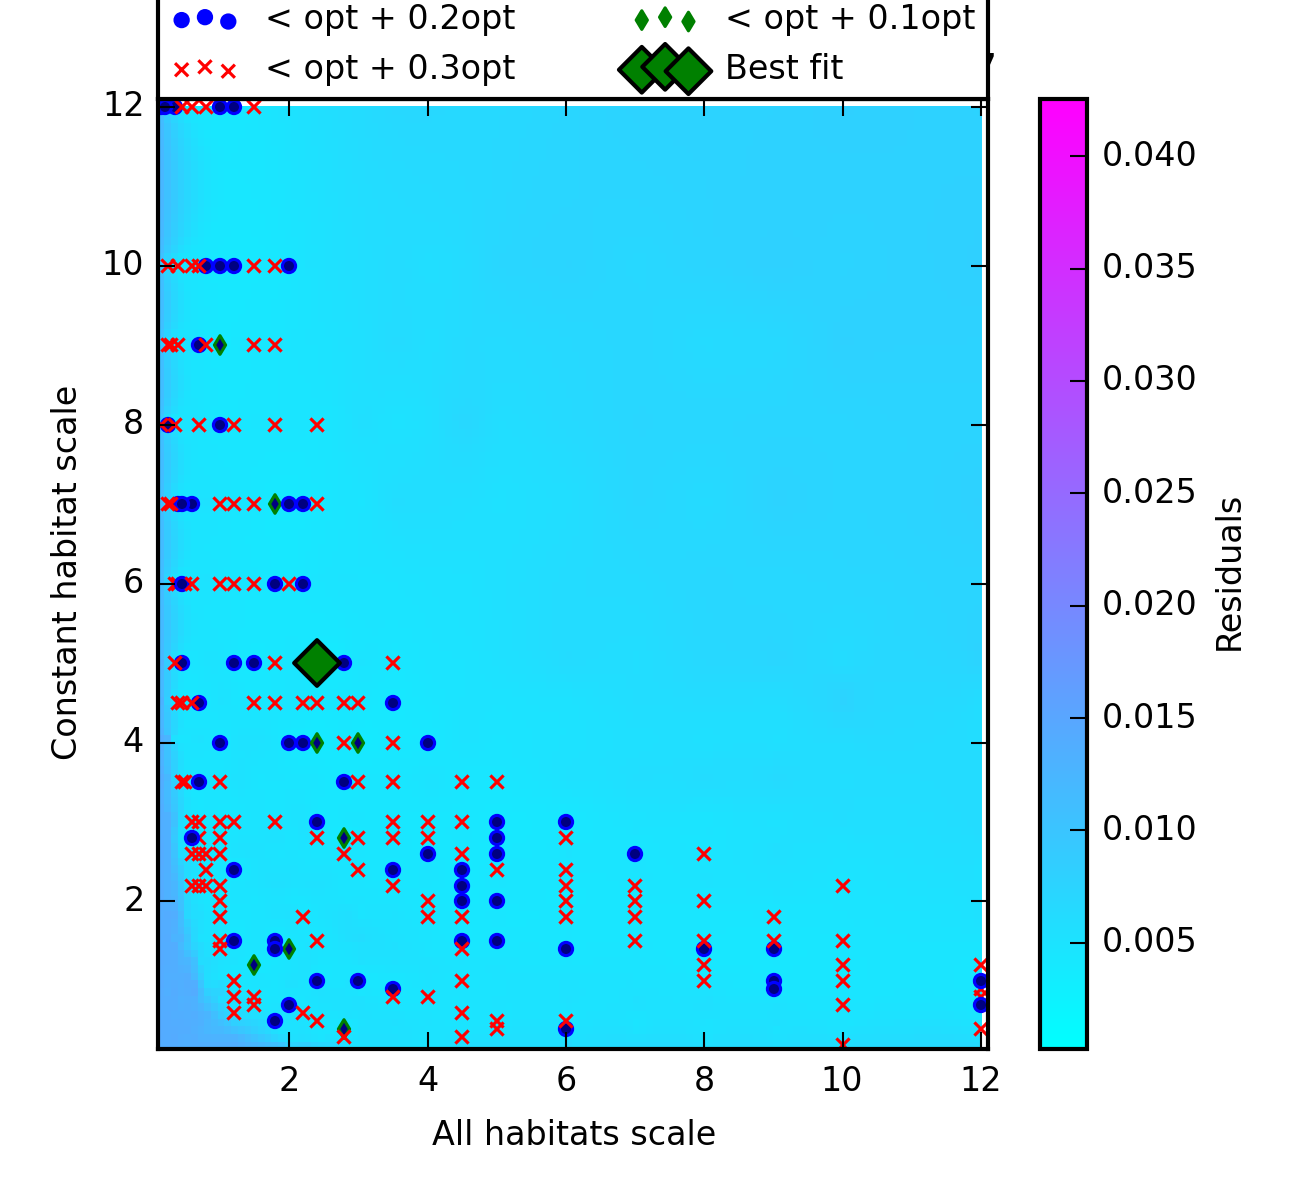 < opt + 0.2opt
< opt + 0.1opt
< opt + 0.3opt
Best fit
12
10
8
6
4
2
Constant habitat scale
2 4 6 8 10 12
All habitats scale
0.040
0.035
0.030
0.025
0.020
0.015
0.010
0.005
Residuals